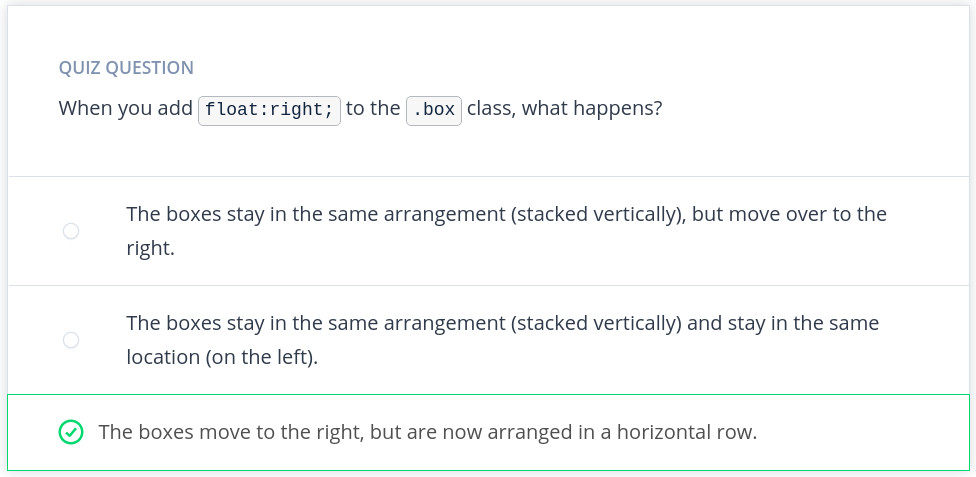 QUIZ QUESTION
When you add float:right; to the .box class, what happens?
The boxes stay in the same arrangement (stacked vertically), but move over to the
right.
The boxes stay in the same arrangement (stacked vertically) and stay in the same
location (on the left).
The boxes move to the right, but are now arranged in a horizontal row.